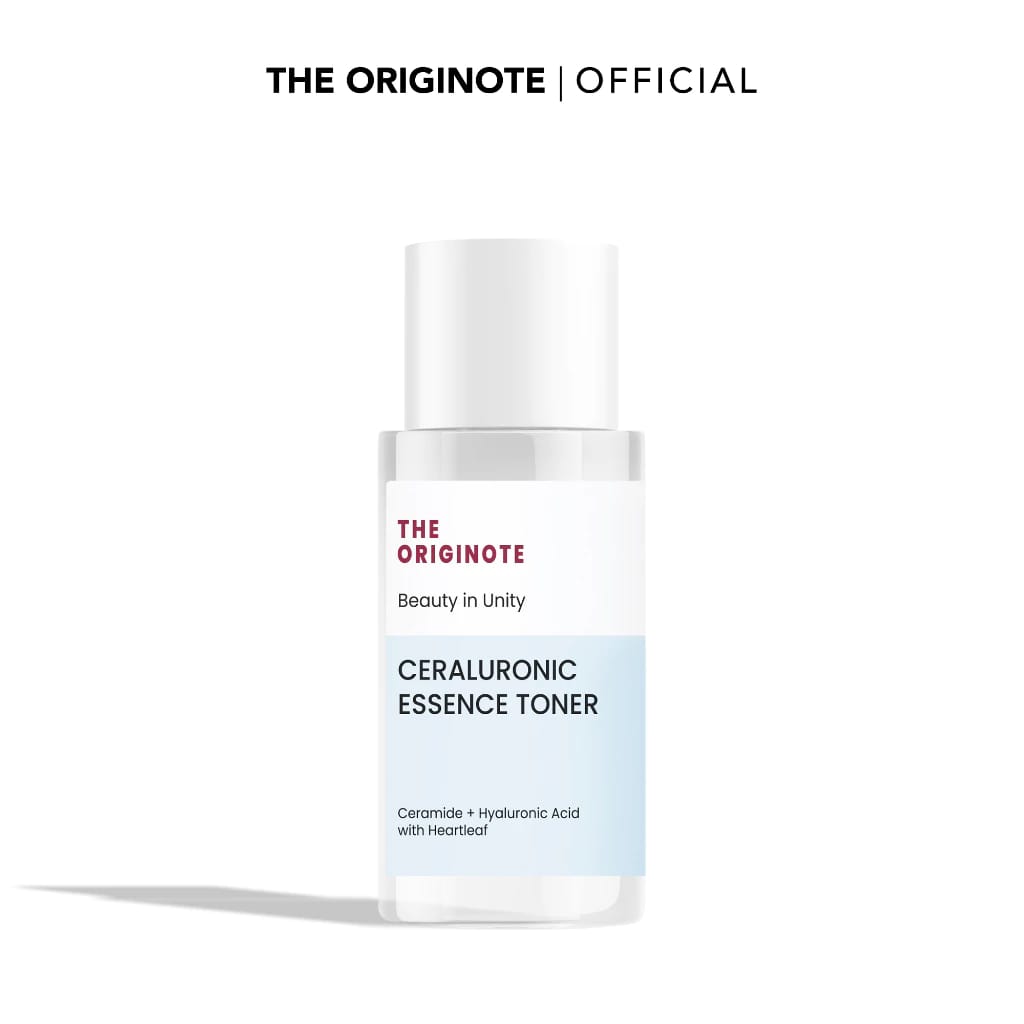 THE ORIGINOTE | OFFICIAL
THE
ORIGINOTE
Beauty in Unity
CERALURONIC
ESSENCE TONER
Ceramide + Hyaluronic Acid
with Heartleaf